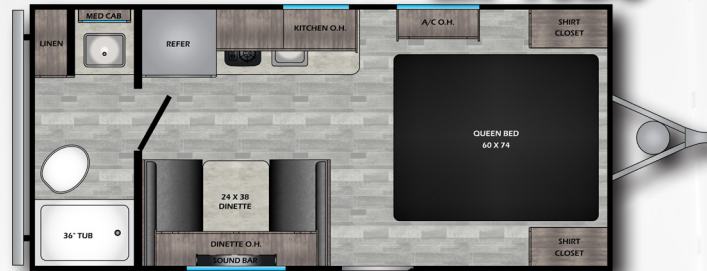 MED CAB
LINEN
REFER
KITCHEN O.H.
A/C O.H.
SHIRT
CLOSET
QUEEN BED
60 X 74
24 X 38
DINETTE
36" TUB
DINETTE O.H.
SOUND BAR
SHIRT
CLOSET